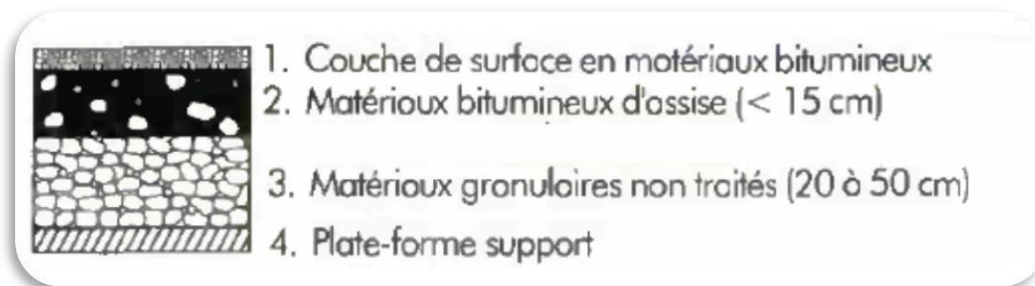 1. Couche de surface en matériaux bitumineux
2. Matériaux bitumineux d'assise (< 15 cm)
3. Matériaux granulaires non traités (20 à 50 cm)
4. Plate-forme support